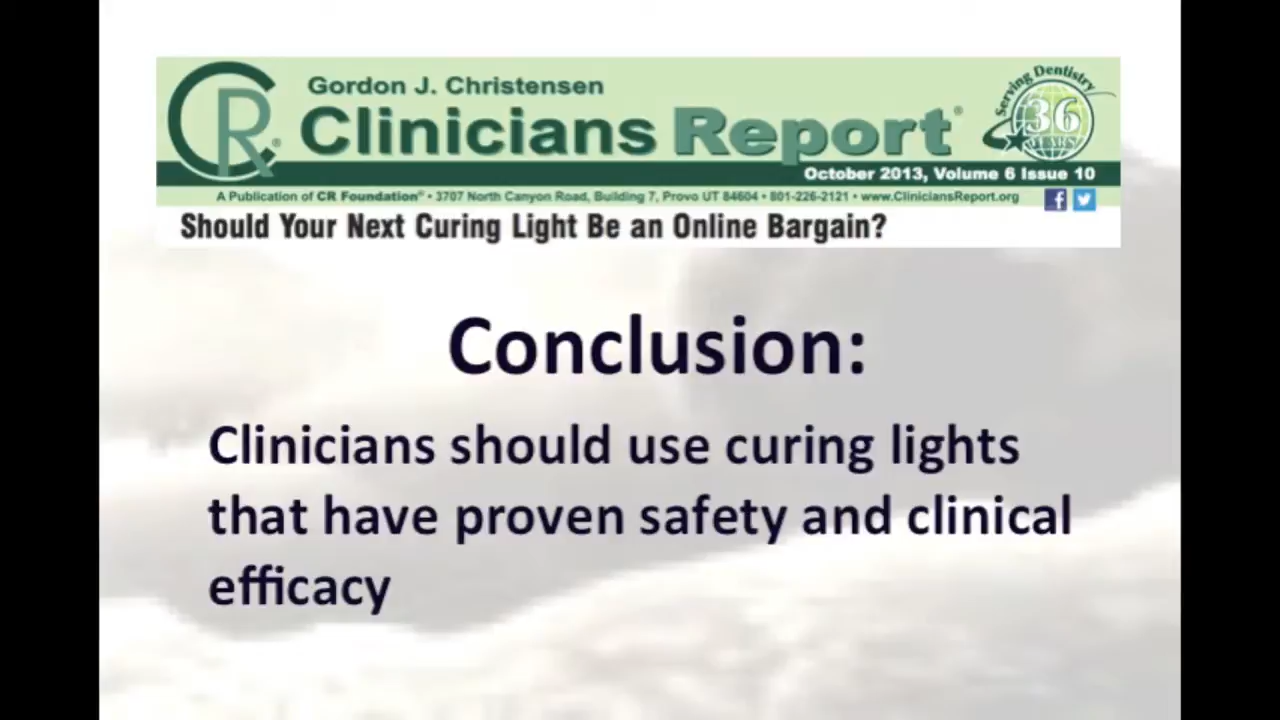 Gordon J. Christensen
CR® Clinicians Report®
Serving Dentistry
36
YEARS
October 2013, Volume 6 Issue 10
A Publication of CR Foundation® • 3707 North Canyon Road, Building 7, Provo UT 84604 • 801-226-2121 • www.CliniciansReport.org
Should Your Next Curing Light Be an Online Bargain?
Conclusion:
Clinicians should use curing lights
that have proven safety and clinical
efficacy